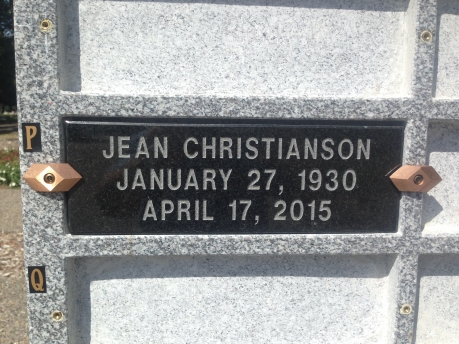 P
JEAN CHRISTIANSON
JANUARY 27, 1930
APRIL 17, 2015
Q